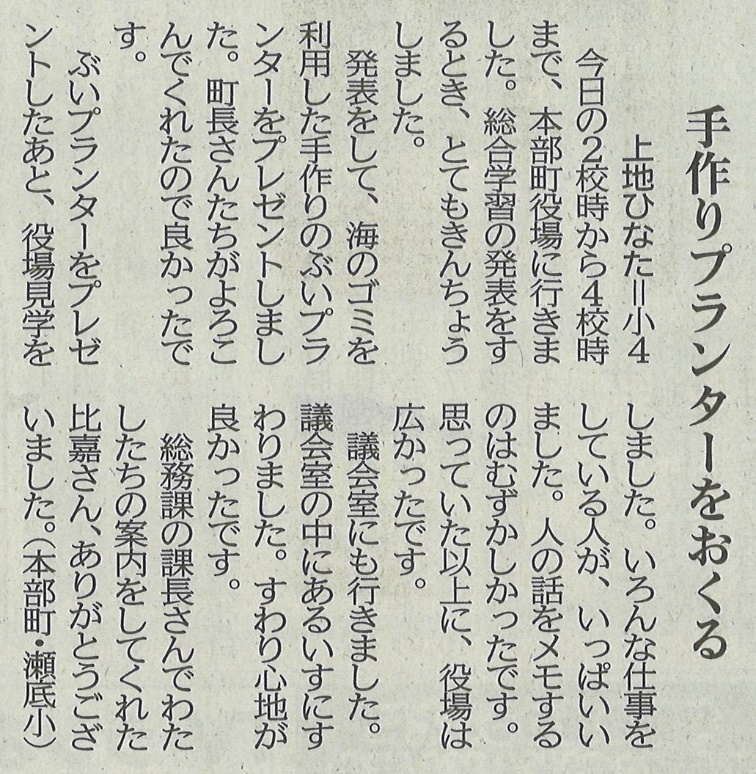 手作りプランターをおくる
上地ひなた＝小４
今日の２校時から４校時
まで、本部町役場に行きま
した。総合学習の発表をす
るとき、とてもきんちょう
しました。
発表をして、海のゴミを
利用した手作りのぶいプラ
ンターをプレゼントしまし
た。町長さんたちがよろこ
んでくれたので良かったで
す。
ぶいプランターをプレゼ
ントしたあと、役場見学を
しました。いろんな仕事を
している人が、いっぱいい
ました。人の話をメモする
のはむずかしかったです。
思っていた以上に、役場は
広かったです。
議会室にも行きました。
議会室の中にあるいすにす
わりました。すわり心地が
良かったです。
総務課の課長さんでわた
したちの案内をしてくれた
比嘉さん、ありがとうござ
いました。（本部町・瀬底小）